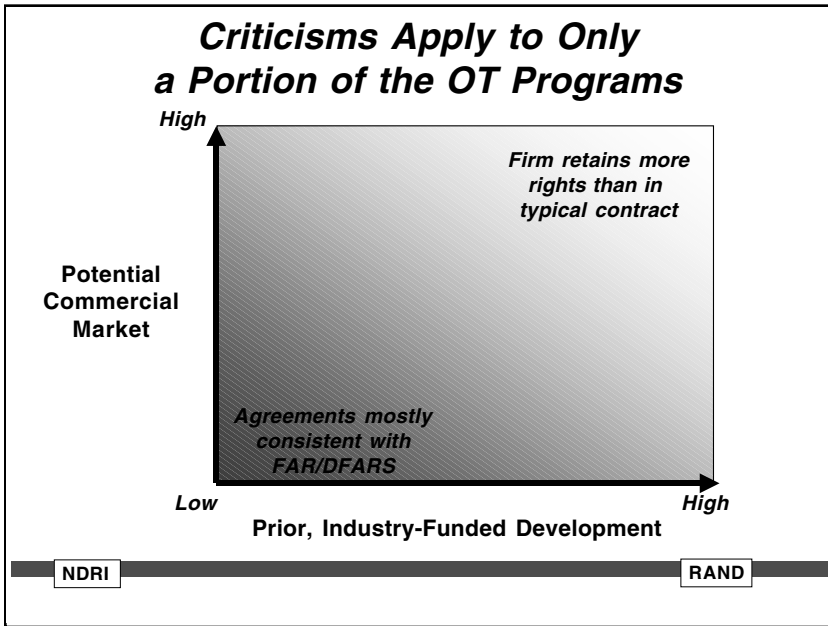 Criticisms Apply to Only
a Portion of the OT Programs
High
Firm retains more
rights than in
typical contract
Potential
Commercial
Market
Agreements mostly
consistent with
FAR/DFARS
Low
High
Prior, Industry-Funded Development
NDRI
RAND